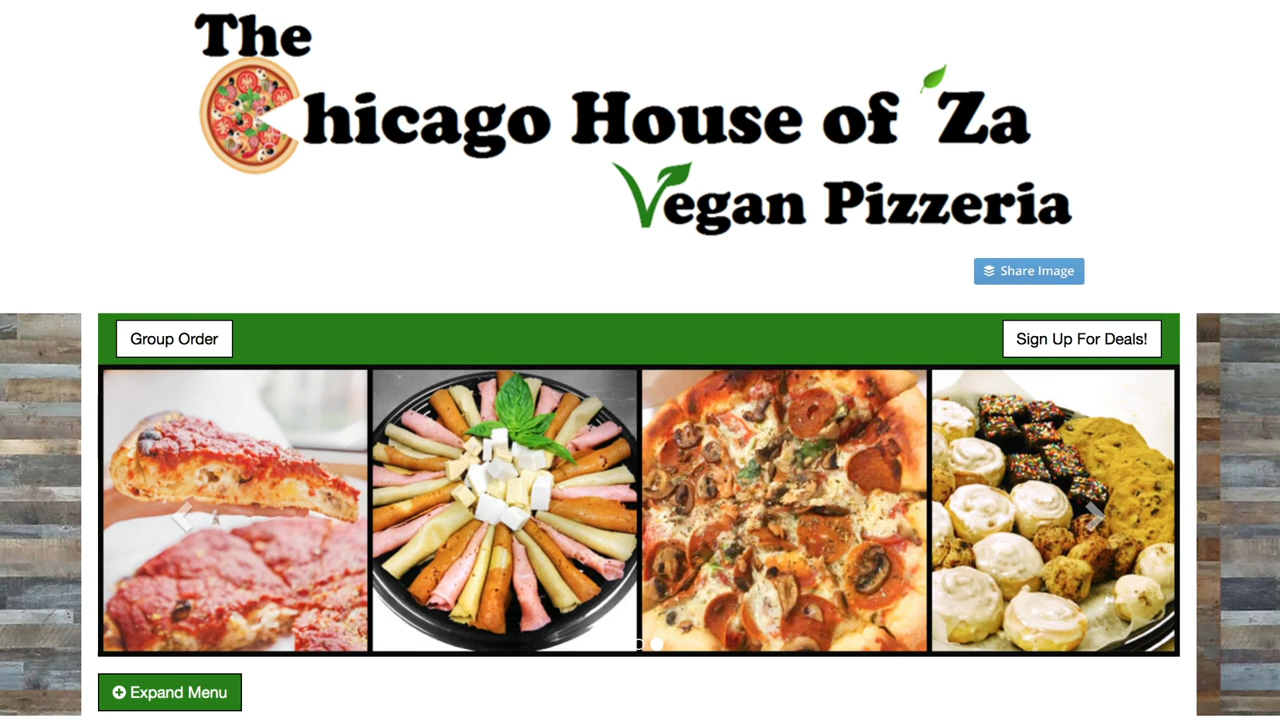 The
Chicago House of 'Za
Vegan Pizzeria
Share Image
Group Order
Sign Up For Deals!
Expand Menu